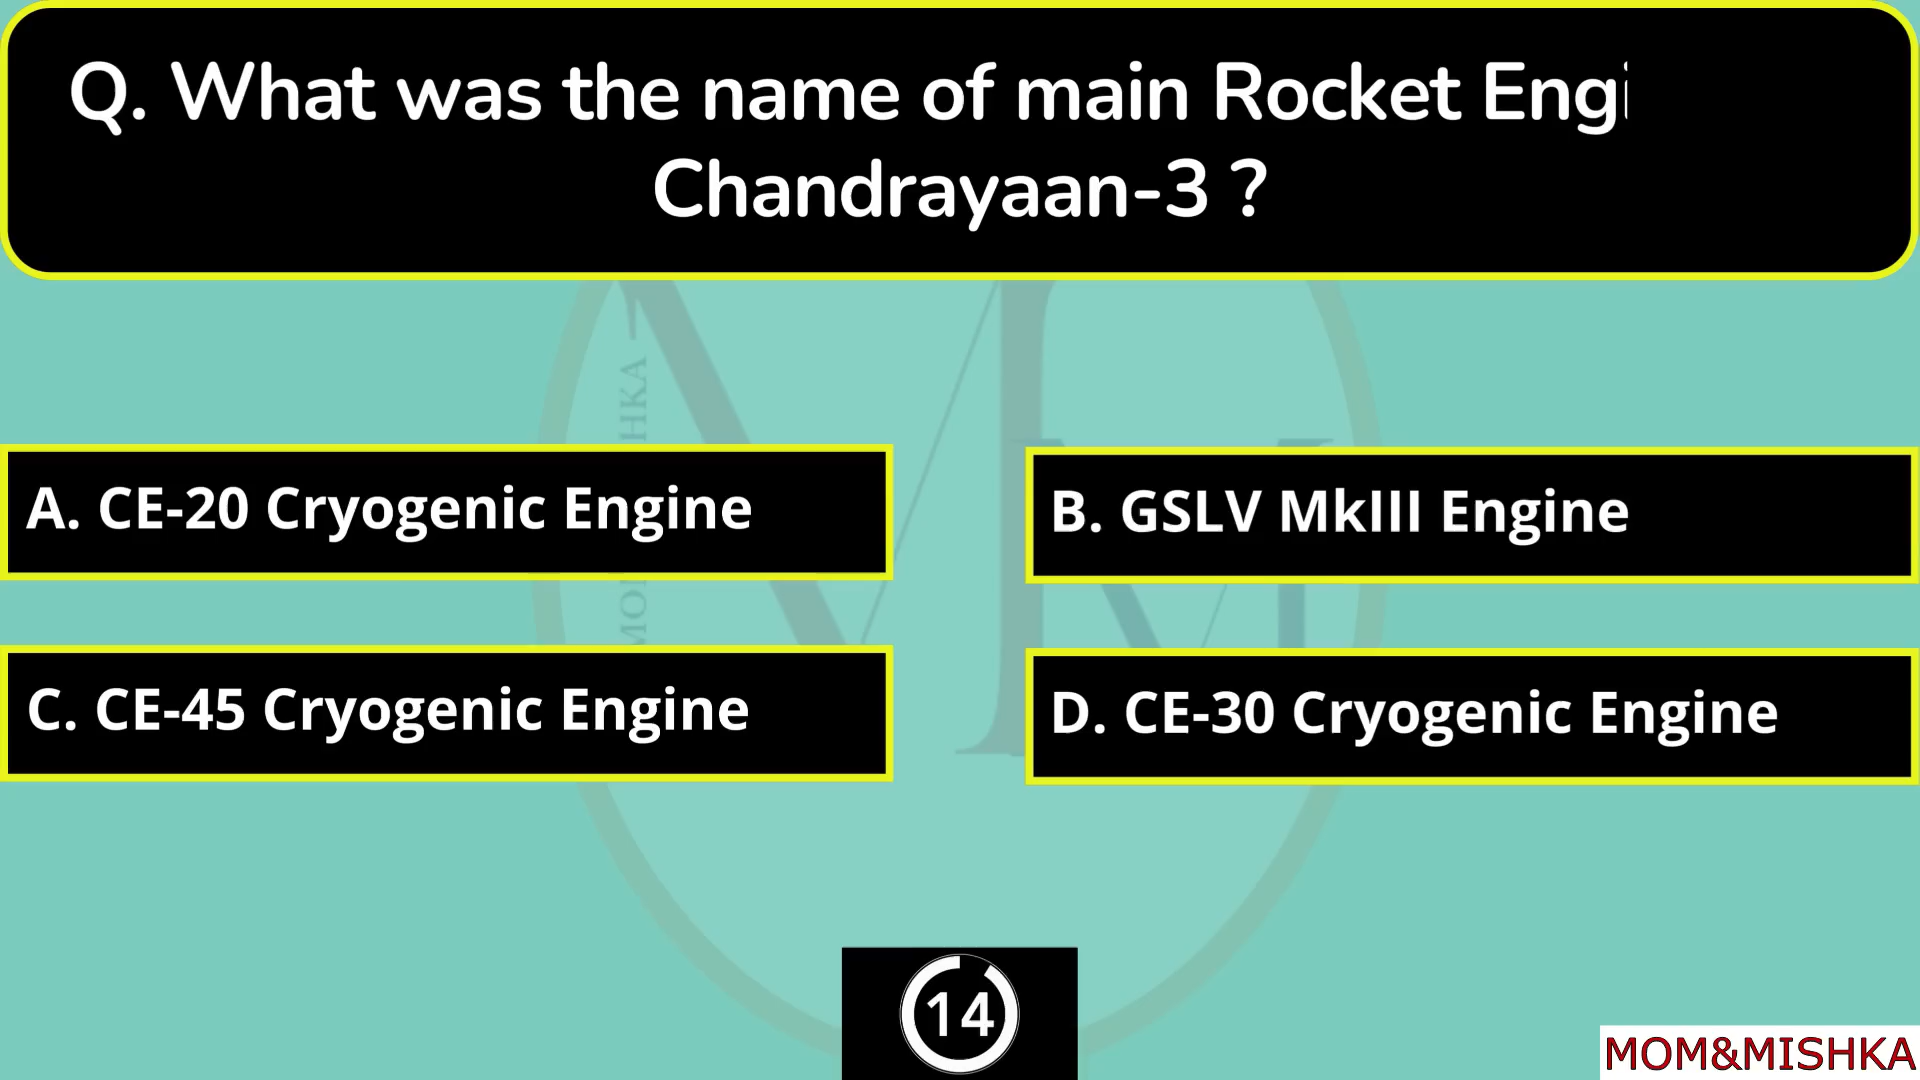 Q. What was the name of main Rocket Engi
Chandrayaan-3 ?
A. CE-20 Cryogenic Engine
B. GSLV MkIII Engine
C. CE-45 Cryogenic Engine
D. CE-30 Cryogenic Engine
14
MOM&MISHKA